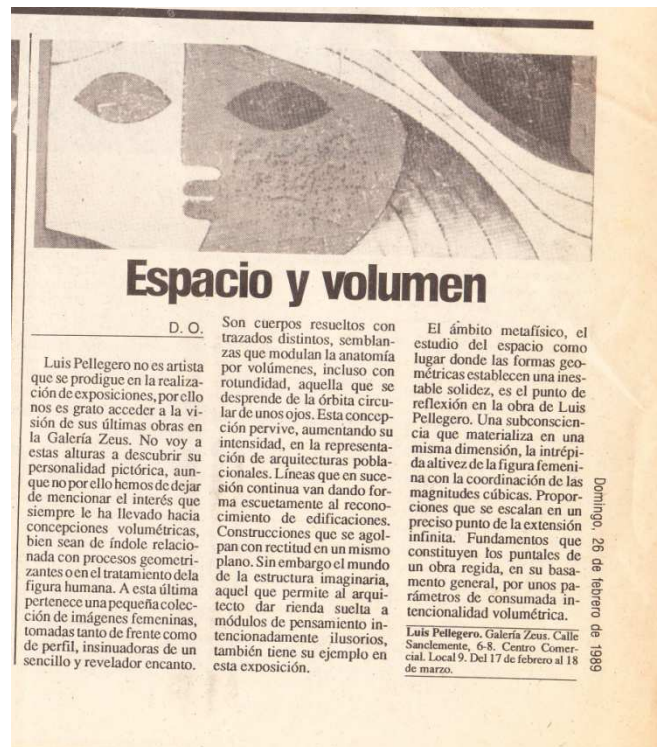 Espacio y volumen
D. O.
Luis Pellegero no es artista
que se prodigue en la realiza-
ción de exposiciones, por ello
nos es grato acceder a la vi-
sión de sus últimas obras en
la Galería Zeus. No voy a
estas alturas a descubrir su
personalidad pictórica, aun-
que no por ello hemos de dejar
de mencionar el interés que
siempre le ha llevado hacia
concepciones volumétricas,
bien sean de índole relacio-
nada con procesos geometri-
zantes o en el tratamiento dela
figura humana. A esta última
pertenece una pequeña colec-
ción de imágenes femeninas,
tomadas tanto de frente como
de perfil, insinuadoras de un
sencillo y revelador encanto.
Son cuerpos resueltos con
trazados distintos, semblan-
zas que modulan la anatomía
por volúmenes, incluso con
rotundidad, aquella que se
desprende de la órbita circu-
lar de unos ojos. Esta concep-
ción pervive, aumentando su
intensidad, en la representa-
ción de arquitecturas pobla-
cionales. Líneas que en suce-
sión continua van dando for-
ma escuetamente al recono-
cimiento de edificaciones.
Construcciones que se agol-
pan con rectitud en un mismo
plano. Sin embargo el mundo
de la estructura imaginaria,
aquel que permite al arqui-
tecto dar rienda suelta a
módulos de pensamiento in-
tencionadamente ilusorios,
también tiene su ejemplo en
esta exposición.
El ámbito metafísico, el
estudio del espacio como
lugar donde las formas geo-
métricas establecen una ines-
table solidez, es el punto de
reflexión en la obra de Luis
Pellegero. Una subconscien-
cia que materializa en una
misma dimensión, la intrépi-
da altivez de la figura femeni-
na con la coordinación de las
magnitudes cúbicas. Propor-
ciones que se escalan en un
preciso punto de la extensión
infinita. Fundamentos que
constituyen los puntales de
un obra regida, en su basa-
mento general, por unos pa-
rámetros de consumada in-
tencionalidad volumétrica.
Luis Pellegero. Galería Zeus. Calle
Sanclemente, 6-8. Centro Comer-
cial. Local 9. Del 17 de febrero al 18
de marzo.
Domingo, 26 de febrero de 1989